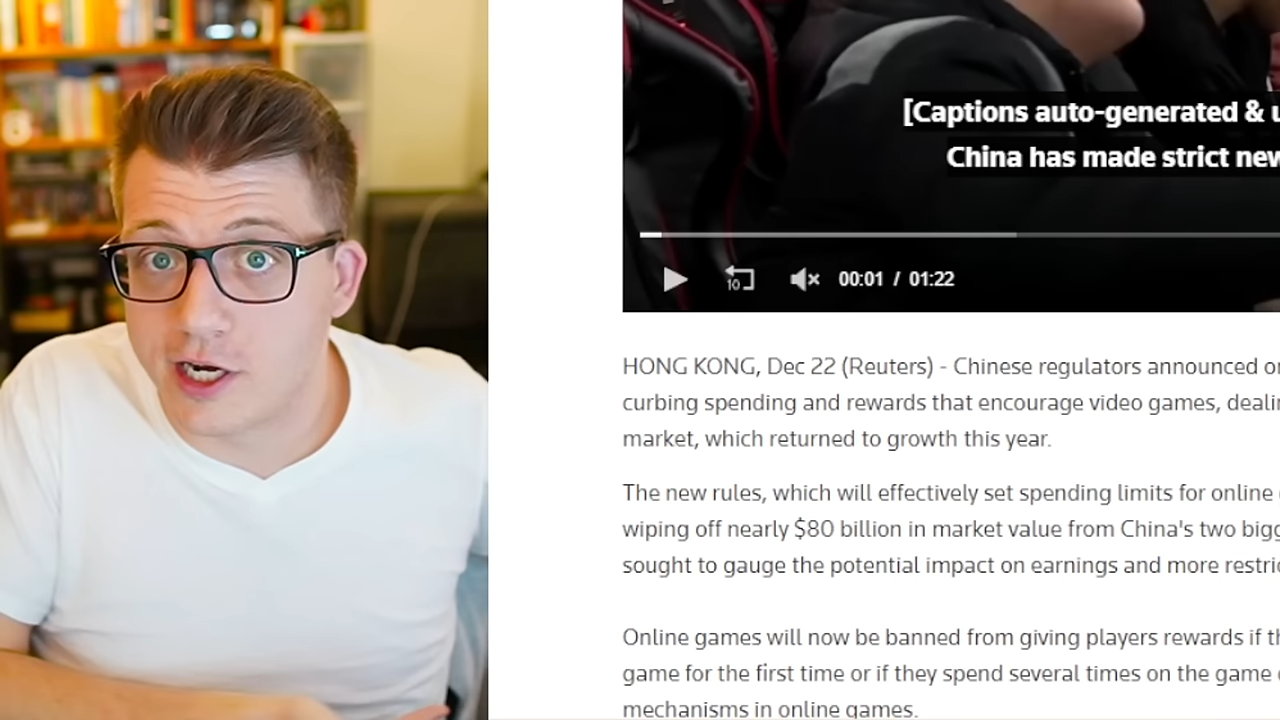 [Captions auto-generated &
China has made strict new
10
00:01 / 01:22
HONG KONG, Dec 22 (Reuters) - Chinese regulators announced
curbing spending and rewards that encourage video games,
market, which returned to growth this year.
The new rules, which will effectively set spending limits for online
wiping off nearly $80 billion in market value from China's two
sought to gauge the potential impact on earnings and more
Online games will now be banned from giving players rewards if
game for the first time or if they spend several times on the game
mechanisms in online games.